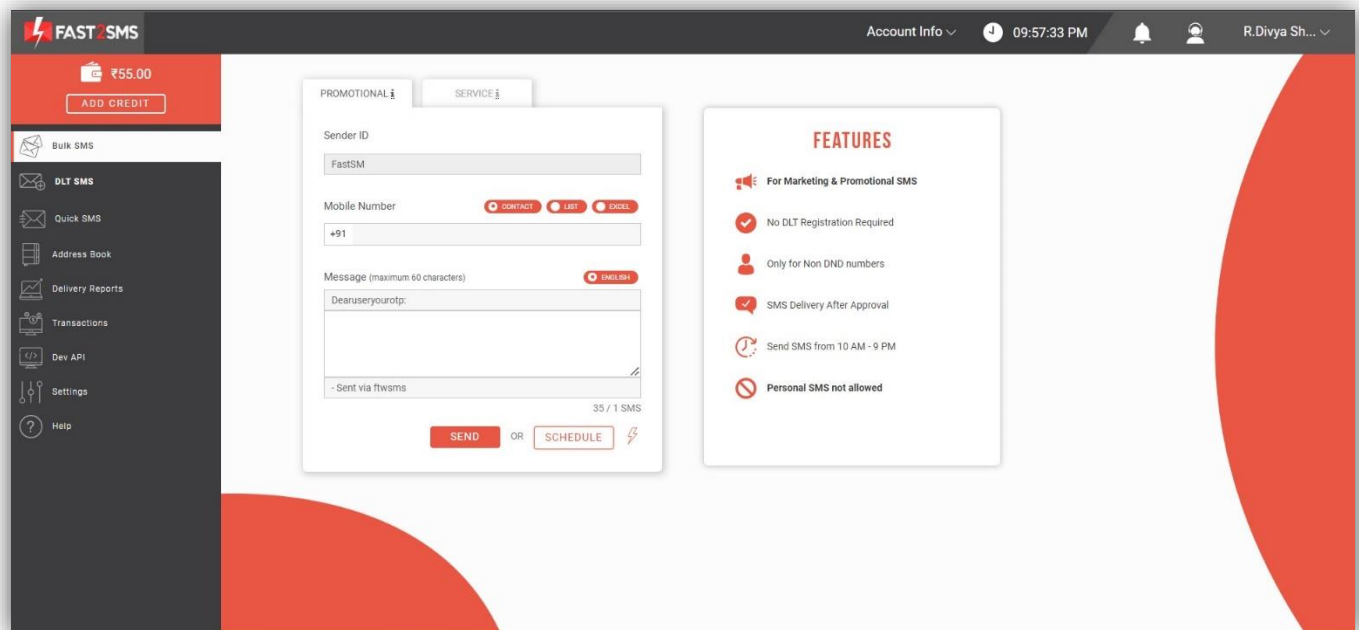 FAST2SMS
Account Info
09:57:33 PM
R.Divya Sh...
₹55.00
ADD CREDIT
Bulk SMS
DLT SMS
Quick SMS
Address Book
Delivery Reports
Transactions
Dev API
Settings
Help
PROMOTIONAL i
SERVICE i
Sender ID
FastSM
Mobile Number
CONTACT
LIST
EXCEL
+91
Message (maximum 60 characters)
ENGLISH
Dearuseryourotp:
- Sent via ftwsms
35 / 1 SMS
SEND
OR
SCHEDULE
FEATURES
For Marketing & Promotional SMS
No DLT Registration Required
Only for Non DND numbers
SMS Delivery After Approval
Send SMS from 10 AM - 9 PM
Personal SMS not allowed